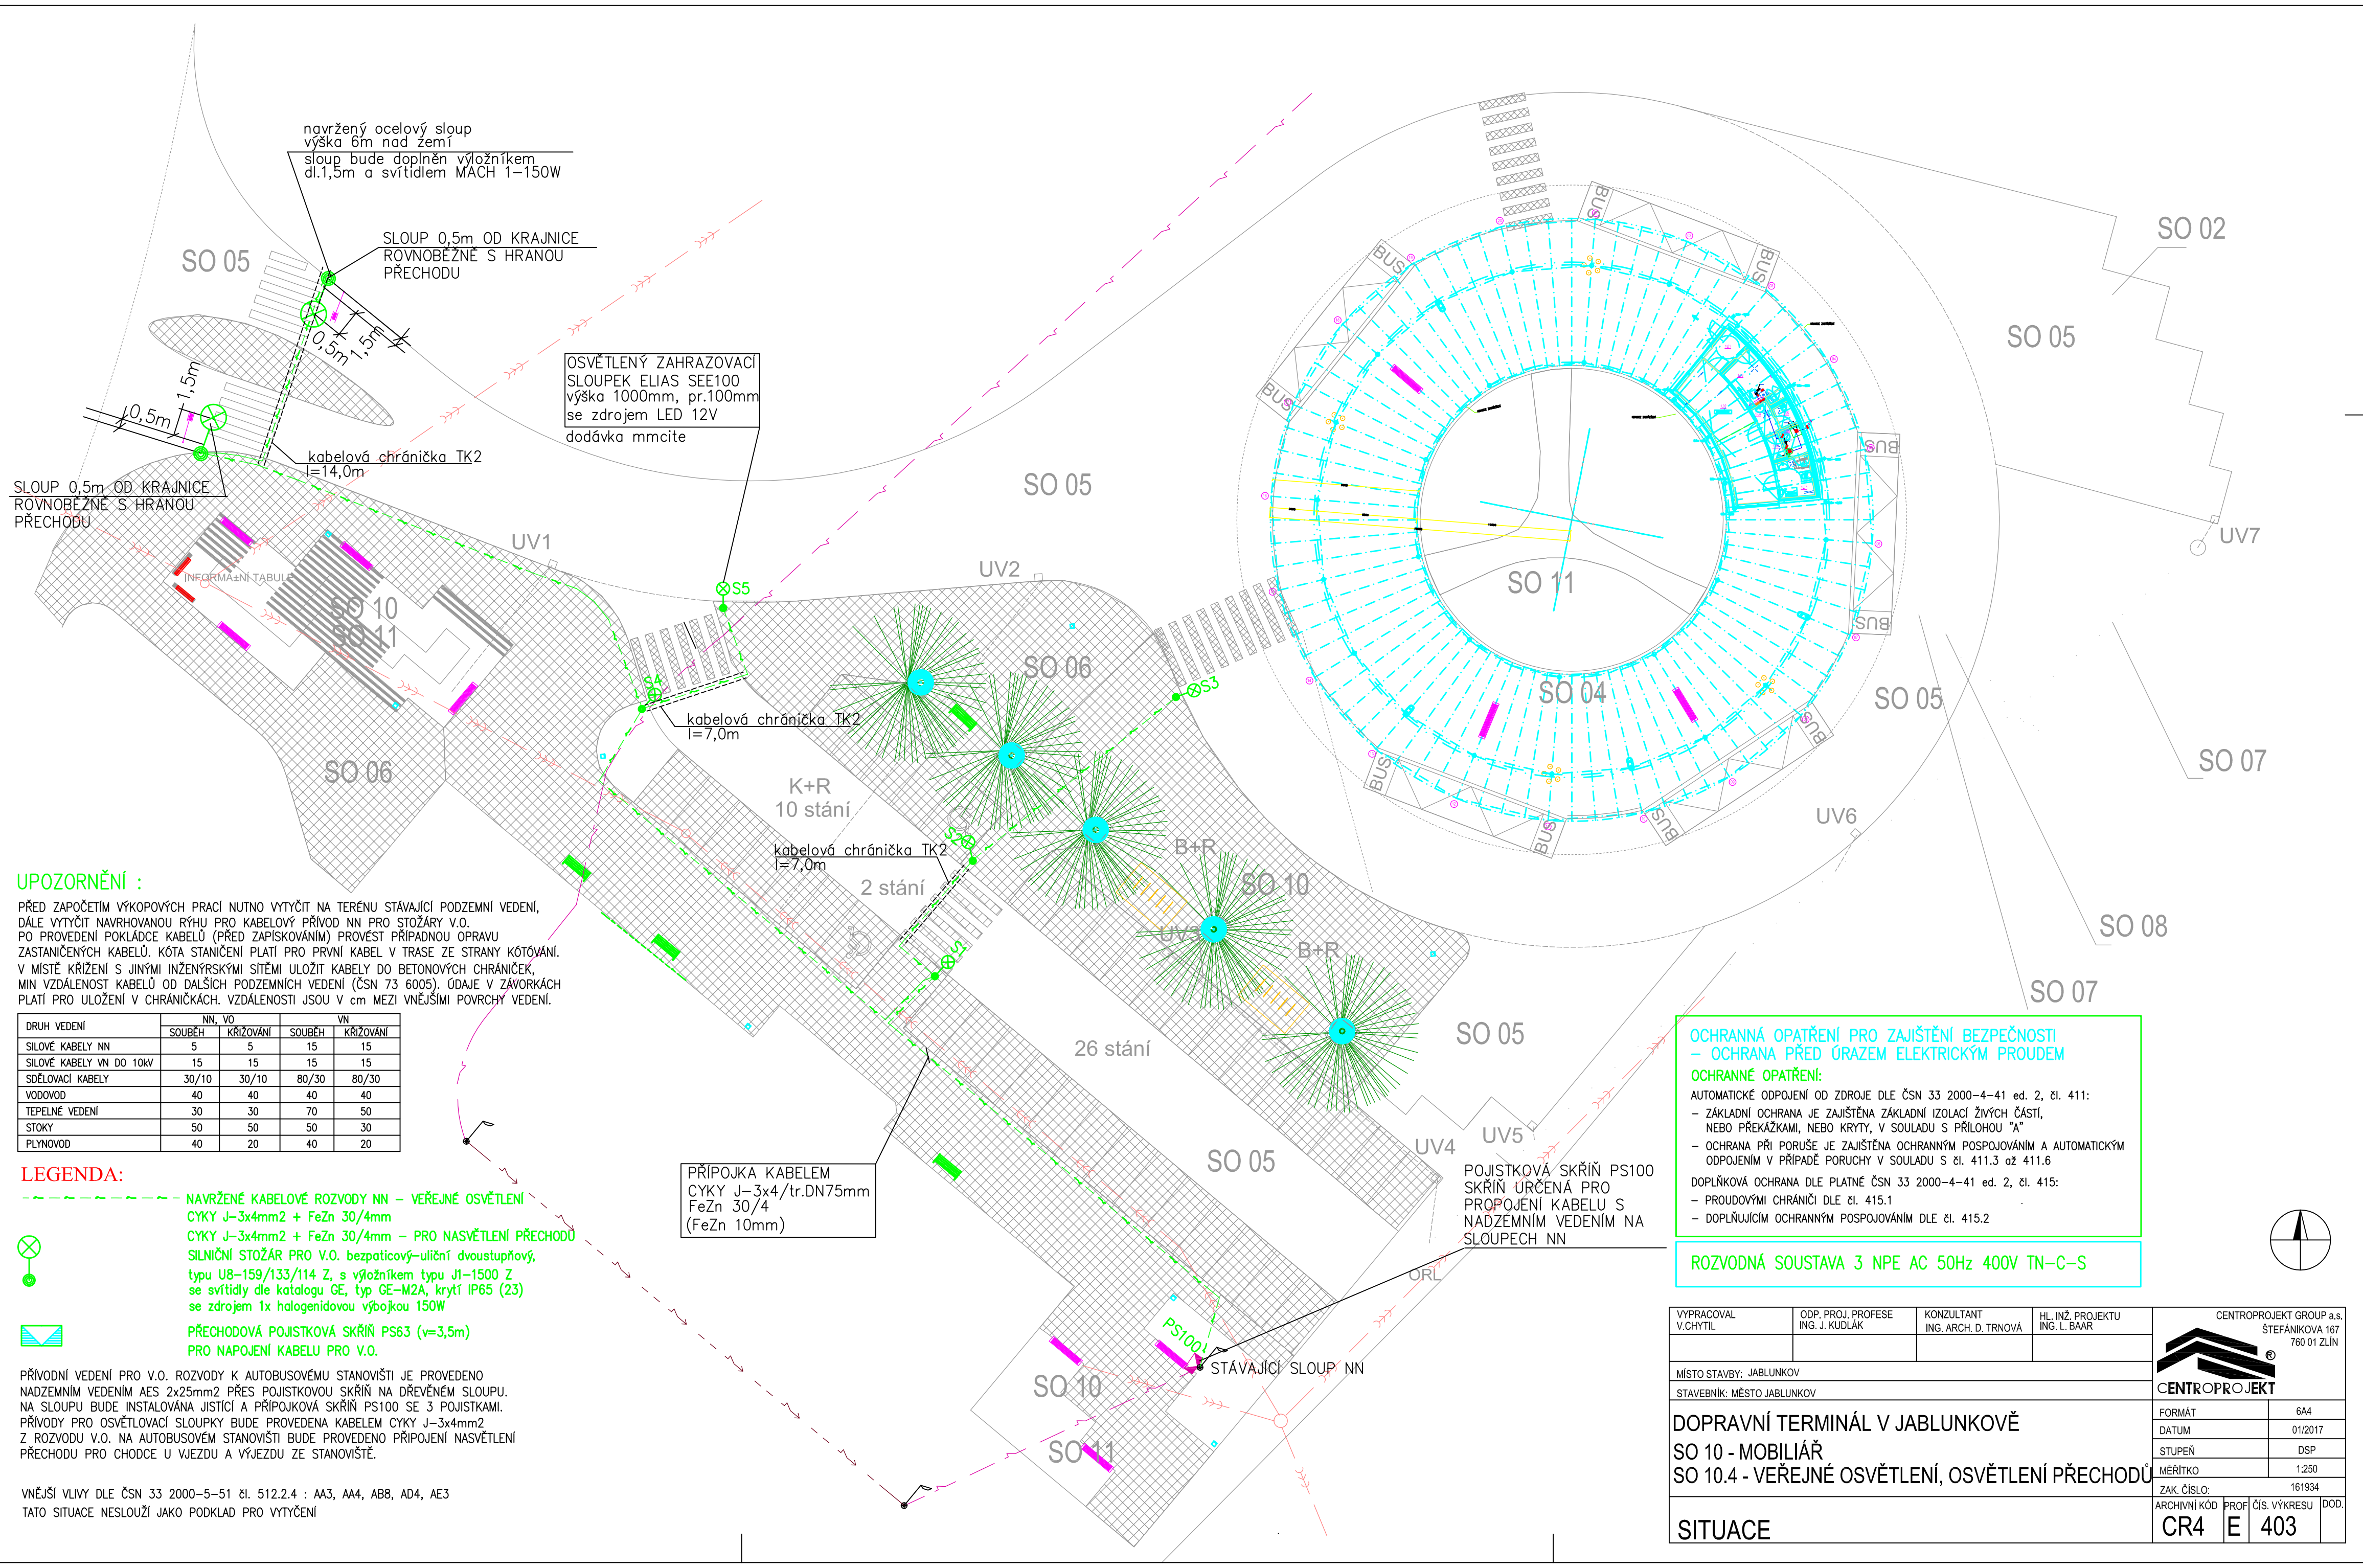 navržený ocelový sloup
výška 6m nad zemí
sloup bude doplněn výložníkem
dl.1,5m a svítidlem MACH 1–150W
SLOUP 0,5m OD KRAJNICE
ROVNOBĚŽNĚ S HRANOU
PŘECHODU
SO 05
0,5m
1,5m
1,5m
0,5m
kabelová chránička TK2
l=14,0m
SLOUP 0,5m OD KRAJNICE
ROVNOBĚŽNĚ S HRANOU
PŘECHODU
OSVĚTLENÝ ZAHRAZOVACÍ
SLOUPEK ELIAS SEE100
výška 1000mm, pr.100mm
se zdrojem LED 12V
dodávka mmcite
SO 05
UV1
UV2
S5
S4
S3
S2
S1
INFORMA±NÍ TABULE
SO 10
SO 11
SO 06
SO 06
kabelová chránička TK2
l=7,0m
K+R
10 stání
kabelová chránička TK2
l=7,0m
2 stání
B+R
SO 10
UV3
B+R
26 stání
SO 05
SO 05
UV4
UV5
ORL
BUS
BUS
BUS
BUS
BUS
BUS
BUS
BUS
BUS
BUS
SO 11
SO 04
SO 02
SO 05
UV7
SO 05
SO 07
UV6
SO 08
SO 07
UPOZORNĚNÍ :
PŘED ZAPOČETÍM VÝKOPOVÝCH PRACÍ NUTNO VYTYČIT NA TERÉNU STÁVAJÍCÍ PODZEMNÍ VEDENÍ,
DÁLE VYTYČIT NAVRHOVANOU RÝHU PRO KABELOVÝ PŘÍVOD NN PRO STOŽÁRY V.O.
PO PROVEDENÍ POKLÁDCE KABELŮ (PŘED ZAPÍSKOVÁNÍM) PROVÉST PŘÍPADNOU OPRAVU
ZASTANIČENÝCH KABELŮ. KÓTA STANIČENÍ PLATÍ PRO PRVNÍ KABEL V TRASE ZE STRANY KÓTOVÁNÍ.
V MÍSTĚ KŘÍŽENÍ S JINÝMI INŽENÝRSKÝMI SÍTĚMI ULOŽIT KABELY DO BETONOVÝCH CHRÁNIČEK,
MIN VZDÁLENOST KABELŮ OD DALŠÍCH PODZEMNÍCH VEDENÍ (ČSN 73 6005). ÚDAJE V ZÁVORKÁCH
PLATÍ PRO ULOŽENÍ V CHRÁNIČKÁCH. VZDÁLENOSTI JSOU V cm MEZI VNĚJŠÍMI POVRCHY VEDENÍ.
DRUH VEDENÍ NN, VO VN
SOUBĚH KŘIŽOVÁNÍ SOUBĚH KŘIŽOVÁNÍ
SILOVÉ KABELY NN 5 5 15 15
SILOVÉ KABELY VN DO 10kV 15 15 15 15
SDĚLOVACÍ KABELY 30/10 30/10 80/30 80/30
VODOVOD 40 40 40 40
TEPELNÉ VEDENÍ 30 30 70 50
STOKY 50 50 50 30
PLYNOVOD 40 20 40 20
LEGENDA:
NAVRŽENÉ KABELOVÉ ROZVODY NN – VEŘEJNÉ OSVĚTLENÍ
CYKY J–3x4mm2 + FeZn 30/4mm
CYKY J–3x4mm2 + FeZn 30/4mm – PRO NASVĚTLENÍ PŘECHODŮ
SILNIČNÍ STOŽÁR PRO V.O. bezpaticový–uliční dvoustupňový,
typu U8–159/133/114 Z, s výložníkem typu J1–1500 Z
se svítidly dle katalogu GE, typ GE–M2A, krytí IP65 (23)
se zdrojem 1x halogenidovou výbojkou 150W
PŘECHODOVÁ POJISTKOVÁ SKŘÍŇ PS63 (v=3,5m)
PRO NAPOJENÍ KABELU PRO V.O.
PŘÍVODNÍ VEDENÍ PRO V.O. ROZVODY K AUTOBUSOVÉMU STANOVIŠTI JE PROVEDENO
NADZEMNÍM VEDENÍM AES 2x25mm2 PŘES POJISTKOVOU SKŘÍŇ NA DŘEVĚNÉM SLOUPU.
NA SLOUPU BUDE INSTALOVÁNA JISTÍCÍ A PŘÍPOJKOVÁ SKŘÍŇ PS100 SE 3 POJISTKAMI.
PŘÍVODY PRO OSVĚTLOVACÍ SLOUPKY BUDE PROVEDENA KABELEM CYKY J–3x4mm2
Z ROZVODU V.O. NA AUTOBUSOVÉM STANOVIŠTI BUDE PROVEDENO PŘIPOJENÍ NASVĚTLENÍ
PŘECHODU PRO CHODCE U VJEZDU A VÝJEZDU ZE STANOVIŠTĚ.
VNĚJŠÍ VLIVY DLE ČSN 33 2000–5–51 čl. 512.2.4 : AA3, AA4, AB8, AD4, AE3
TATO SITUACE NESLOUŽÍ JAKO PODKLAD PRO VYTYČENÍ
PŘÍPOJKA KABELEM
CYKY J–3x4/tr.DN75mm
FeZn 30/4
(FeZn 10mm)
POJISTKOVÁ SKŘÍŇ PS100
SKŘÍŇ URČENÁ PRO
PROPOJENÍ KABELU S
NADZEMNÍM VEDENÍM NA
SLOUPECH NN
PS100
STÁVAJÍCÍ SLOUP NN
SO 10
SO 11
OCHRANNÁ OPATŘENÍ PRO ZAJIŠTĚNÍ BEZPEČNOSTI
– OCHRANA PŘED ÚRAZEM ELEKTRICKÝM PROUDEM
OCHRANNÉ OPATŘENÍ:
AUTOMATICKÉ ODPOJENÍ OD ZDROJE DLE ČSN 33 2000–4–41 ed. 2, čl. 411:
– ZÁKLADNÍ OCHRANA JE ZAJIŠTĚNA ZÁKLADNÍ IZOLACÍ ŽIVÝCH ČÁSTÍ,
NEBO PŘEKÁŽKAMI, NEBO KRYTY, V SOULADU S PŘÍLOHOU "A"
– OCHRANA PŘI PORUŠE JE ZAJIŠTĚNA OCHRANNÝM POSPOJOVÁNÍM A AUTOMATICKÝM
ODPOJENÍM V PŘÍPADĚ PORUCHY V SOULADU S čl. 411.3 až 411.6
DOPLŇKOVÁ OCHRANA DLE PLATNÉ ČSN 33 2000–4–41 ed. 2, čl. 415:
– PROUDOVÝMI CHRÁNIČI DLE čl. 415.1
– DOPLŇUJÍCÍM OCHRANNÝM POSPOJOVÁNÍM DLE čl. 415.2
ROZVODNÁ SOUSTAVA 3 NPE AC 50Hz 400V TN–C–S
VYPRACOVAL ODP. PROJ. PROFESE KONZULTANT HL. INŽ. PROJEKTU
V.CHYTIL ING. J. KUDLÁK ING. ARCH. D. TRNOVÁ ING. L. BAAR
CENTROPROJEKT GROUP a.s.
ŠTEFÁNIKOVA 167
760 01 ZLÍN
®
CENTROPROJEKT
MÍSTO STAVBY: JABLUNKOV
STAVEBNÍK: MĚSTO JABLUNKOV
DOPRAVNÍ TERMINÁL V JABLUNKOVĚ
SO 10 - MOBILIÁŘ
SO 10.4 - VEŘEJNÉ OSVĚTLENÍ, OSVĚTLENÍ PŘECHODŮ
SITUACE
FORMÁT 6A4
DATUM 01/2017
STUPEŇ DSP
MĚŘÍTKO 1:250
ZAK. ČÍSLO: 161934
ARCHIVNÍ KÓD PROF ČÍS. VÝKRESU DOD.
CR4 E 403